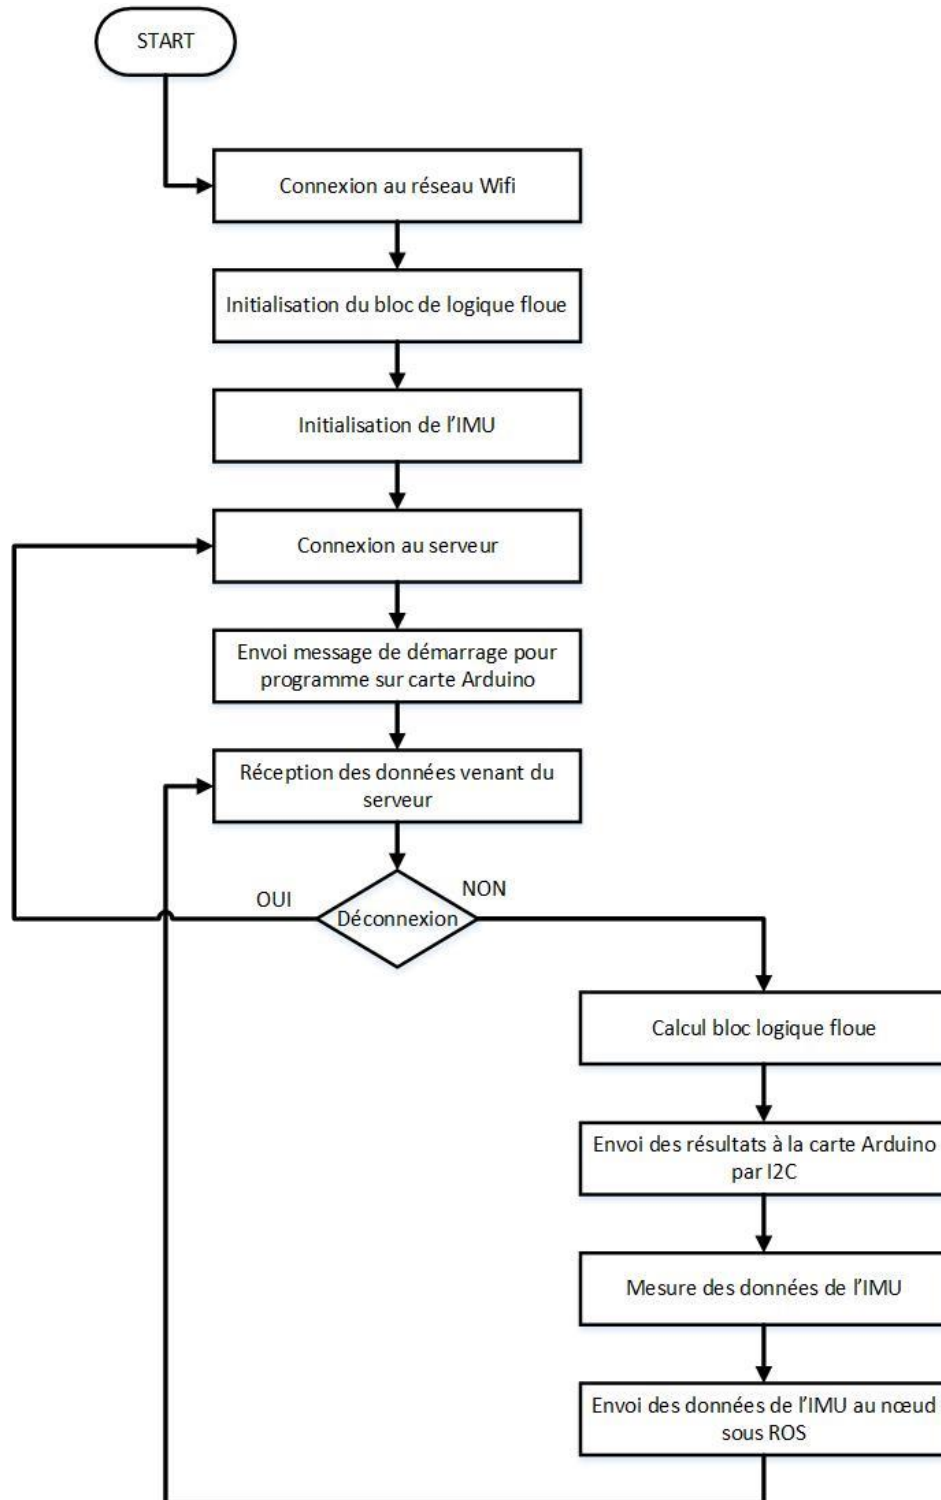 START
Connexion au réseau Wifi
Initialisation du bloc de logique floue
Initialisation de l'IMU
Connexion au serveur
Envoi message de démarrage pour
programme sur carte Arduino
Réception des données venant du
serveur
OUI
Déconnexion
NON
Calcul bloc logique floue
Envoi des résultats à la carte Arduino
par I2C
Mesure des données de l'IMU
Envoi des données de l'IMU au nœud
sous ROS